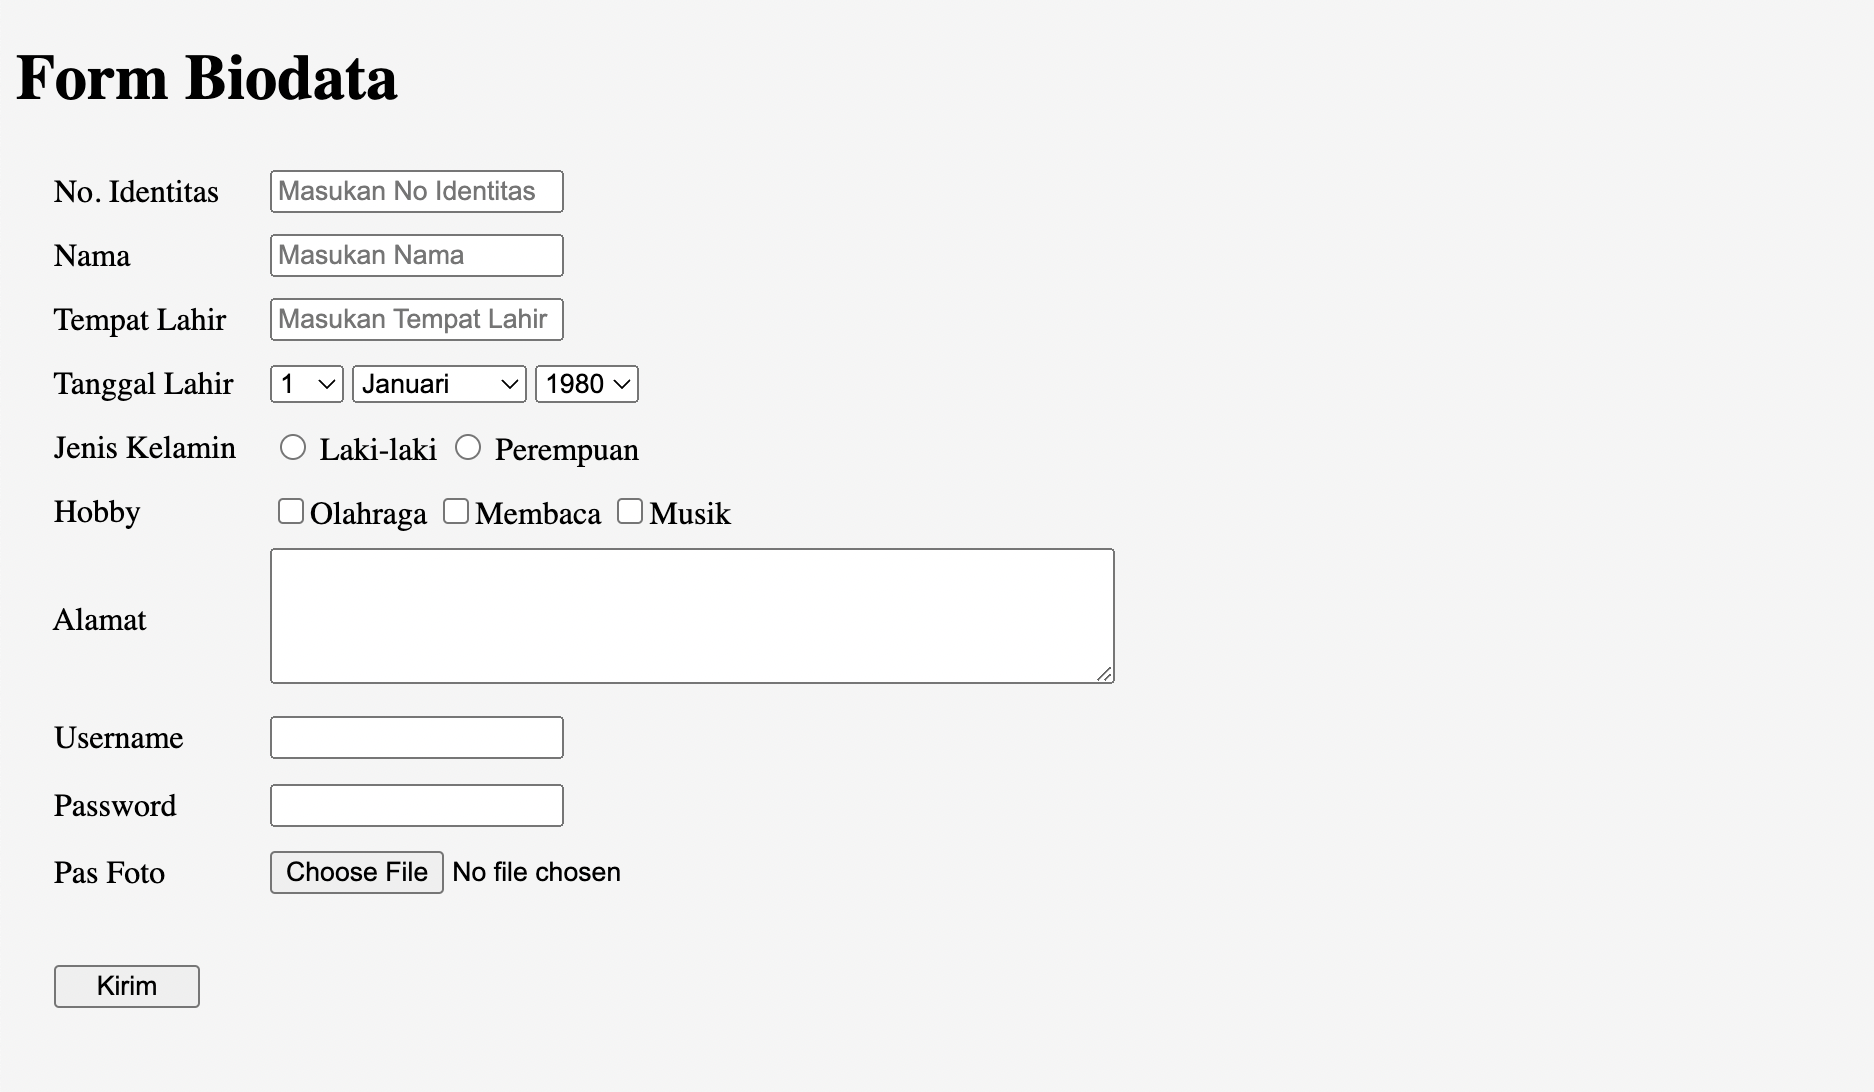 Form Biodata
No. Identitas Masukan No Identitas
Nama Masukan Nama
Tempat Lahir Masukan Tempat Lahir
Tanggal Lahir 1 Januari 1980
Jenis Kelamin Laki-laki Perempuan
Hobby Olahraga Membaca Musik
Alamat
Username
Password
Pas Foto Choose File No file chosen
Kirim